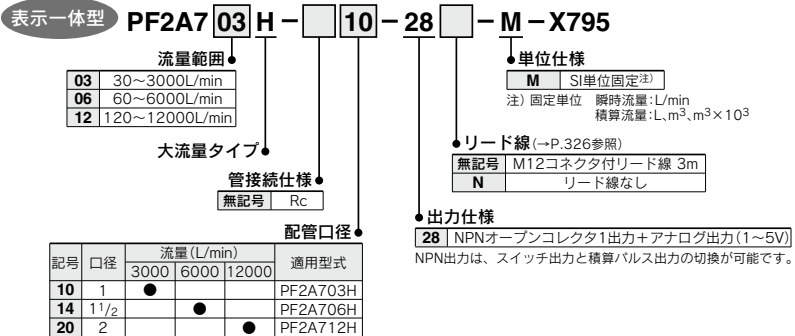 表示一体型 PF2A7 03 H － 10 － 28 － M － X795
流量範囲
03 30～3000L/min
06 60～6000L/min
12 120～12000L/min
大流量タイプ
管接続仕様
無記号 Rc
配管口径
記号 口径 流量(L/min) 適用型式
3000 6000 12000
10 1 ● PF2A703H
14 1 1/2 ● PF2A706H
20 2 ● PF2A712H
単位仕様
M SI単位固定注)
注) 固定単位 瞬時流量:L/min
積算流量:L、m³、m³×10³
リード線(→P.326参照)
無記号 M12コネクタ付リード線 3m
N リード線なし
出力仕様
28 NPNオープンコレクタ1出力＋アナログ出力(1～5V)
NPN出力は、スイッチ出力と積算パルス出力の切換が可能です。